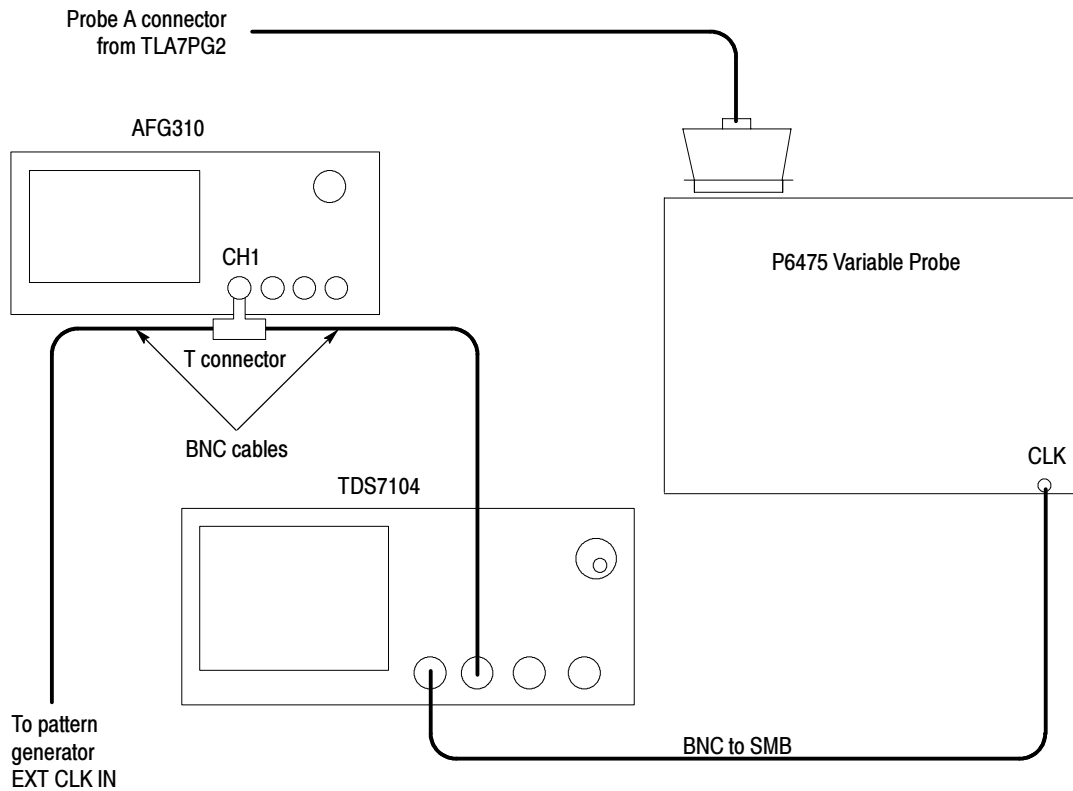 Probe A connector
from TLA7PG2
AFG310
CH1
P6475 Variable Probe
T connector
BNC cables
CLK
TDS7104
To pattern
generator
EXT CLK IN
BNC to SMB